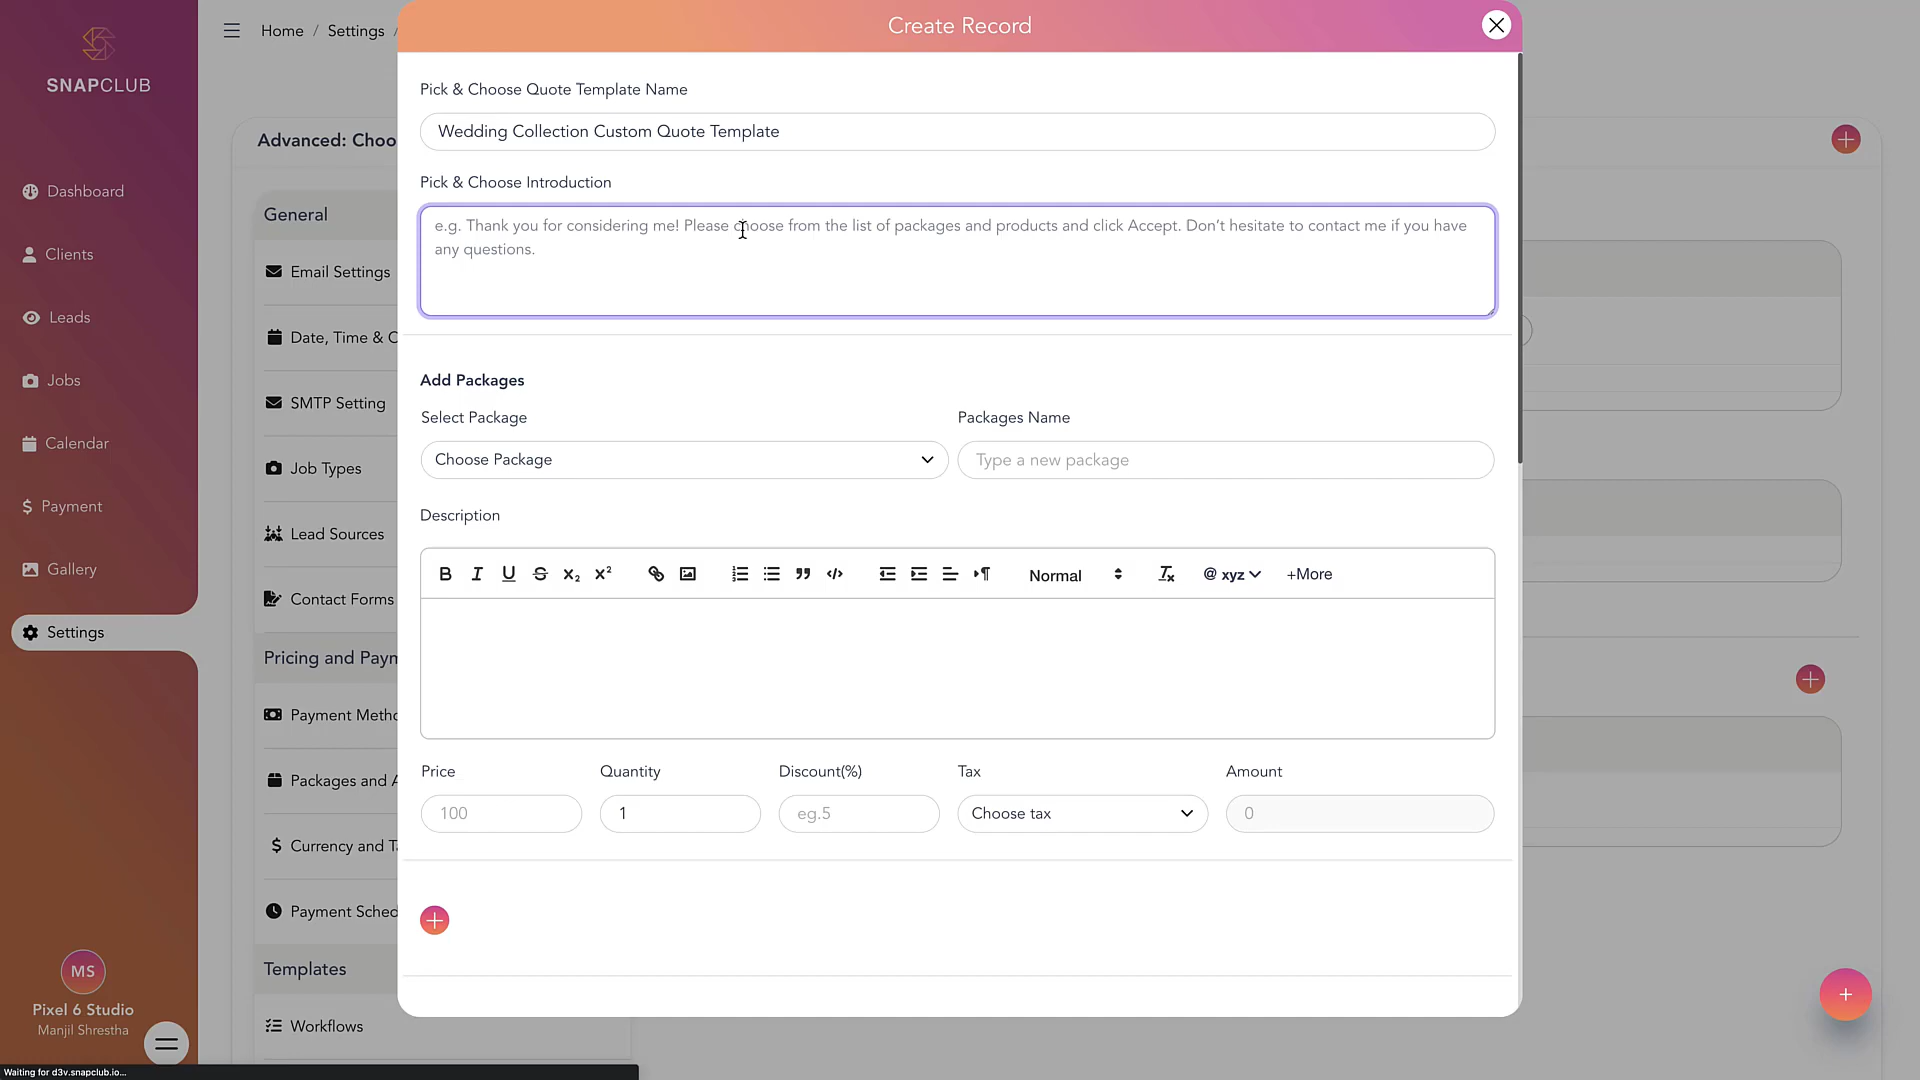 SNAPCLUB
Dashboard
Clients
Leads
Jobs
Calendar
Payment
Gallery
Settings
MS
Pixel 6 Studio
Manjil Shrestha
Waiting for d3v.snapclub.io...
Home / Settings /
Advanced: Choo
General
Email Settings
Date, Time & C
SMTP Setting
Job Types
Lead Sources
Contact Forms
Pricing and Paym
Payment Metho
Packages and A
Currency and Ta
Payment Sched
Templates
Workflows
Create Record
Pick & Choose Quote Template Name
Wedding Collection Custom Quote Template
Pick & Choose Introduction
e.g. Thank you for considering me! Please choose from the list of packages and products and click Accept. Don't hesitate to contact me if you have
any questions.
Add Packages
Select Package Packages Name
Choose Package Type a new package
Description
Normal @ xyz +More
Price Quantity Discount(%) Tax Amount
100 1 eg.5 Choose tax 0